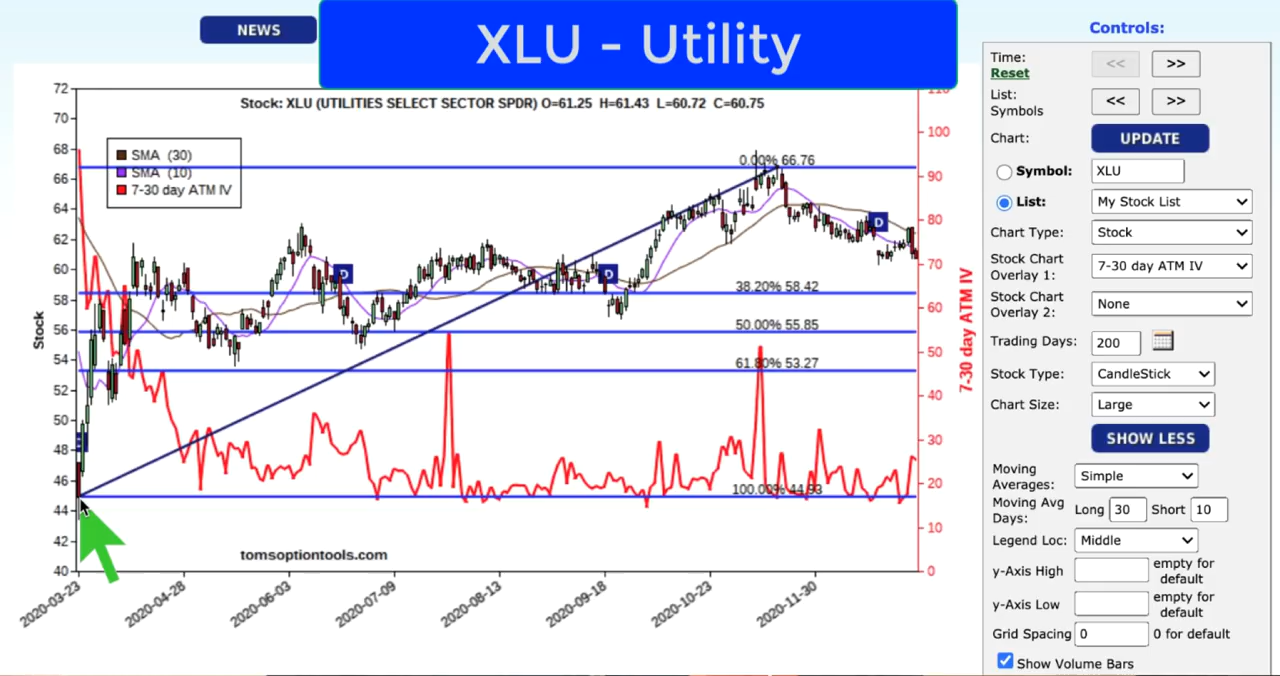 NEWS
XLU - Utility
Controls:
Time:
Reset
<< >>
List:
Symbols
<< >>
Chart:
UPDATE
Symbol:
XLU
List:
My Stock List
Chart Type:
Stock
Stock Chart
Overlay 1:
7-30 day ATM IV
Stock Chart
Overlay 2:
None
Trading Days:
200
Stock Type:
CandleStick
Chart Size:
Large
SHOW LESS
Moving
Averages:
Simple
Moving Avg
Days:
Long 30 Short 10
Legend Loc:
Middle
y-Axis High
empty for
default
y-Axis Low
empty for
default
Grid Spacing 0 0 for default
Show Volume Bars
Stock: XLU (UTILITIES SELECT SECTOR SPDR) O=61.25 H=61.43 L=60.72 C=60.75
SMA (30)
SMA (10)
7-30 day ATM IV
0.00% 66.76
38.20% 58.42
50.00% 55.85
61.80% 53.27
100.00% 44.93
D
D
D
Stock
72
70
68
66
64
62
60
58
56
54
52
50
48
46
44
42
40
7-30 day ATM IV
110
100
90
80
70
60
50
40
30
20
10
0
tomsoptiontools.com
2020-03-23
2020-04-28
2020-06-03
2020-07-09
2020-08-13
2020-09-18
2020-10-23
2020-11-30